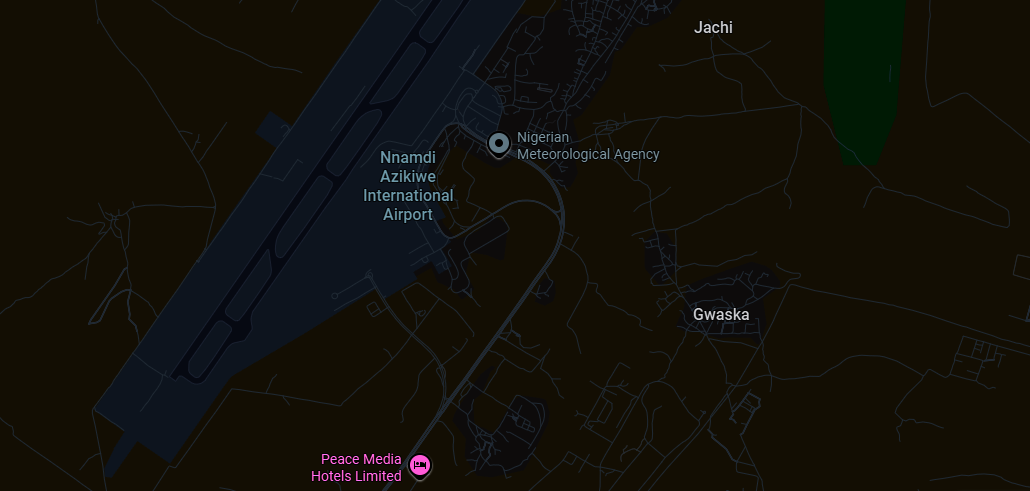 Jachi
Nigerian
Meteorological Agency
Nnamdi
Azikiwe
International
Airport
Gwaska
Peace Media
Hotels Limited